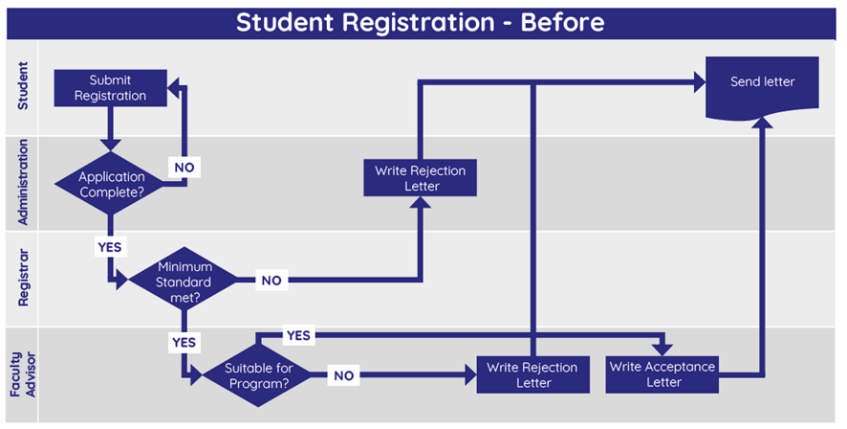 Student Registration - Before
Student
Submit
Registration
Send letter
NO
Administration
Application
Complete?
Write Rejection
Letter
YES
Registrar
Minimum
Standard
met?
NO
YES
YES
Faculty
Advisor
Suitable for
Program?
NO
Write Rejection
Letter
Write Acceptance
Letter